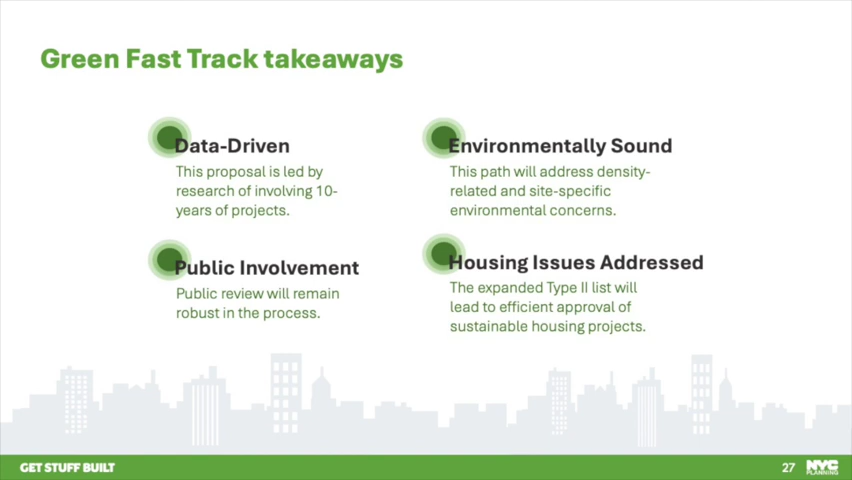 Green Fast Track takeaways
Data-Driven
This proposal is led by
research of involving 10-
years of projects.
Environmentally Sound
This path will address density-
related and site-specific
environmental concerns.
Public Involvement
Public review will remain
robust in the process.
Housing Issues Addressed
The expanded Type II list will
lead to efficient approval of
sustainable housing projects.
GET STUFF BUILT
27
NYC
PLANNING